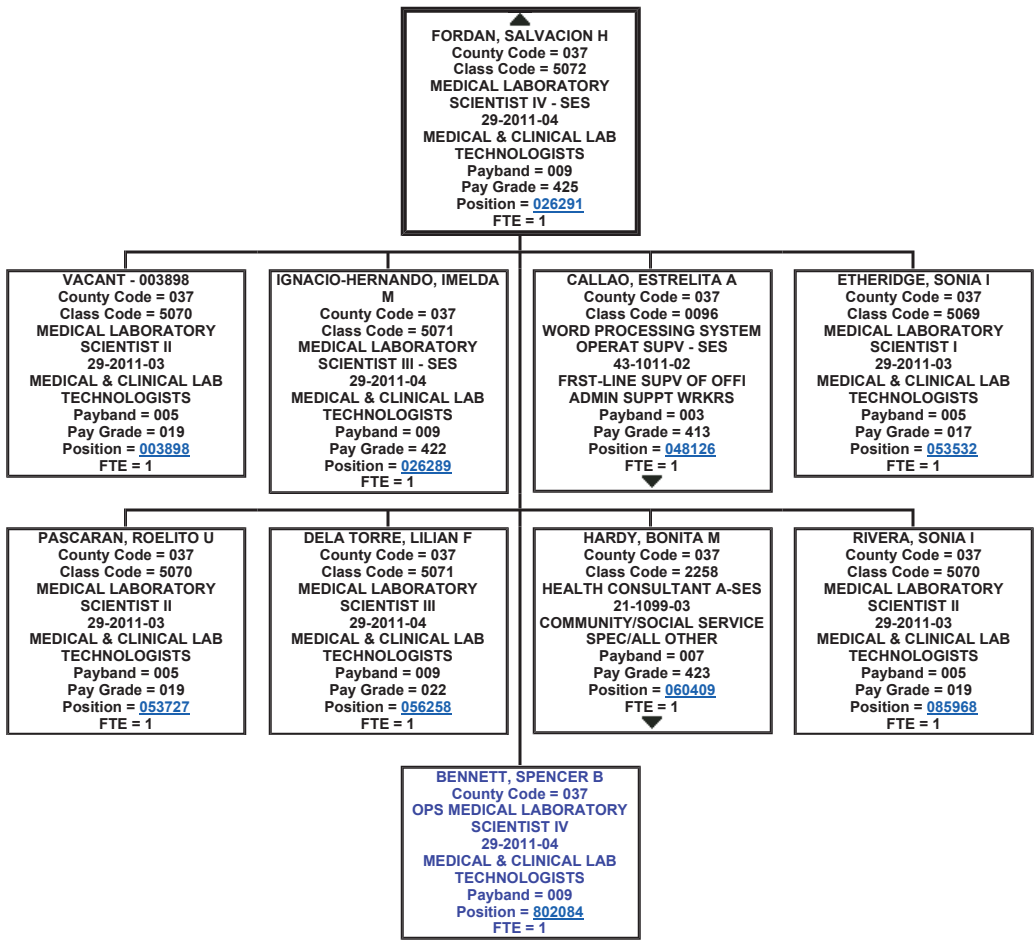 FORDAN, SALVACION H
County Code = 037
Class Code = 5072
MEDICAL LABORATORY
SCIENTIST IV - SES
29-2011-04
MEDICAL & CLINICAL LAB
TECHNOLOGISTS
Payband = 009
Pay Grade = 425
Position = 026291
FTE = 1
VACANT - 003898
County Code = 037
Class Code = 5070
MEDICAL LABORATORY
SCIENTIST II
29-2011-03
MEDICAL & CLINICAL LAB
TECHNOLOGISTS
Payband = 005
Pay Grade = 019
Position = 003898
FTE = 1
IGNACIO-HERNANDO, IMELDA
M
County Code = 037
Class Code = 5071
MEDICAL LABORATORY
SCIENTIST III - SES
29-2011-04
MEDICAL & CLINICAL LAB
TECHNOLOGISTS
Payband = 009
Pay Grade = 422
Position = 026289
FTE = 1
CALLAO, ESTRELITA A
County Code = 037
Class Code = 0096
WORD PROCESSING SYSTEM
OPERAT SUPV - SES
43-1011-02
FRST-LINE SUPV OF OFFI
ADMIN SUPPT WRKRS
Payband = 003
Pay Grade = 413
Position = 048126
FTE = 1
ETHERIDGE, SONIA I
County Code = 037
Class Code = 5069
MEDICAL LABORATORY
SCIENTIST I
29-2011-03
MEDICAL & CLINICAL LAB
TECHNOLOGISTS
Payband = 005
Pay Grade = 017
Position = 053532
FTE = 1
PASCARAN, ROELITO U
County Code = 037
Class Code = 5070
MEDICAL LABORATORY
SCIENTIST II
29-2011-03
MEDICAL & CLINICAL LAB
TECHNOLOGISTS
Payband = 005
Pay Grade = 019
Position = 053727
FTE = 1
DELA TORRE, LILIAN F
County Code = 037
Class Code = 5071
MEDICAL LABORATORY
SCIENTIST III
29-2011-04
MEDICAL & CLINICAL LAB
TECHNOLOGISTS
Payband = 009
Pay Grade = 022
Position = 056258
FTE = 1
HARDY, BONITA M
County Code = 037
Class Code = 2258
HEALTH CONSULTANT A-SES
21-1099-03
COMMUNITY/SOCIAL SERVICE
SPEC/ALL OTHER
Payband = 007
Pay Grade = 423
Position = 060409
FTE = 1
RIVERA, SONIA I
County Code = 037
Class Code = 5070
MEDICAL LABORATORY
SCIENTIST II
29-2011-03
MEDICAL & CLINICAL LAB
TECHNOLOGISTS
Payband = 005
Pay Grade = 019
Position = 085968
FTE = 1
BENNETT, SPENCER B
County Code = 037
OPS MEDICAL LABORATORY
SCIENTIST IV
29-2011-04
MEDICAL & CLINICAL LAB
TECHNOLOGISTS
Payband = 009
Position = 802084
FTE = 1